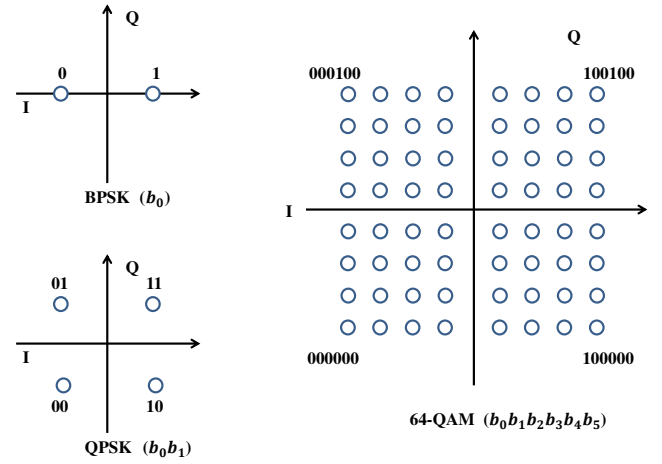 Q
0 1
I
BPSK (b₀)
Q
01 11
I
00 10
QPSK (b₀b₁)
Q
000100 100100
I
000000 100000
64-QAM (b₀b₁b₂b₃b₄b₅)